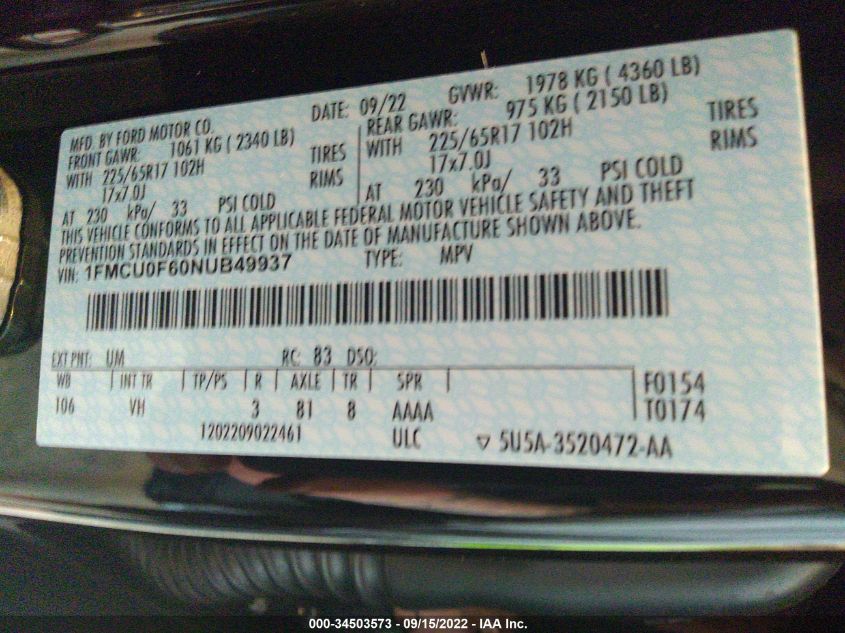 MFD. BY FORD MOTOR CO. DATE: 09/22 GVWR: 1978 KG ( 4360 LB)
FRONT GAWR: 1061 KG ( 2340 LB) REAR GAWR: 975 KG ( 2150 LB)
WITH 225/65R17 102H TIRES WITH 225/65R17 102H TIRES
17x7.0J RIMS 17x7.0J RIMS
AT 230 kPa/ 33 PSI COLD AT 230 kPa/ 33 PSI COLD
THIS VEHICLE CONFORMS TO ALL APPLICABLE FEDERAL MOTOR VEHICLE SAFETY AND THEFT
PREVENTION STANDARDS IN EFFECT ON THE DATE OF MANUFACTURE SHOWN ABOVE.
VIN: 1FMCU0F60NUB49937 TYPE: MPV
EXT PNT: UM RC: 83 DSO:
WB INT TR TP/PS R AXLE TR SPR F0154
106 VH 3 81 8 AAAA T0174
1202209022461 ULC ▽ 5U5A-3520472-AA
000-34503573 - 09/15/2022 - IAA Inc.